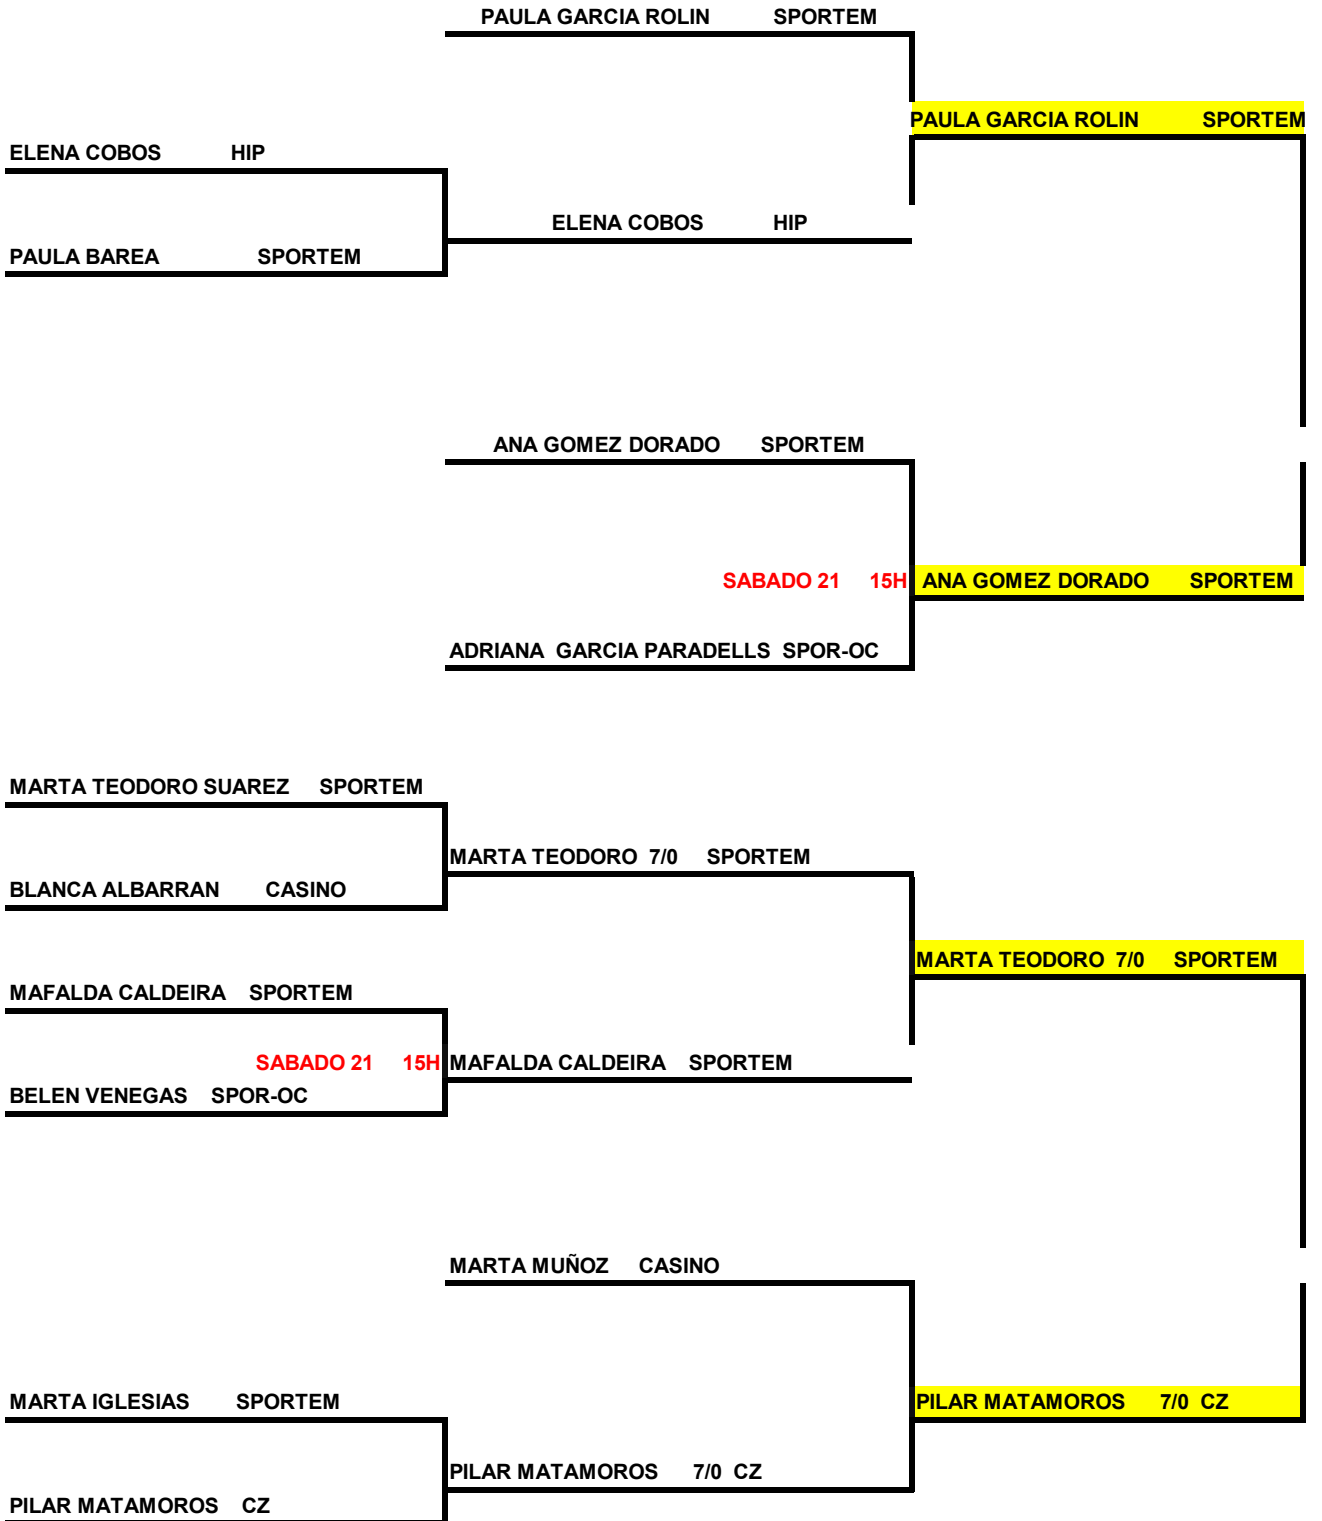 PAULA GARCIA ROLIN SPORTEM
PAULA GARCIA ROLIN SPORTEM
ELENA COBOS HIP
ELENA COBOS HIP
PAULA BAREA SPORTEM
ANA GOMEZ DORADO SPORTEM
SABADO 21 15H ANA GOMEZ DORADO SPORTEM
ADRIANA GARCIA PARADELLS SPOR-OC
MARTA TEODORO SUAREZ SPORTEM
MARTA TEODORO 7/0 SPORTEM
BLANCA ALBARRAN CASINO
MARTA TEODORO 7/0 SPORTEM
MAFALDA CALDEIRA SPORTEM
SABADO 21 15H MAFALDA CALDEIRA SPORTEM
BELEN VENEGAS SPOR-OC
MARTA MUÑOZ CASINO
MARTA IGLESIAS SPORTEM
PILAR MATAMOROS 7/0 CZ
PILAR MATAMOROS 7/0 CZ
PILAR MATAMOROS CZ